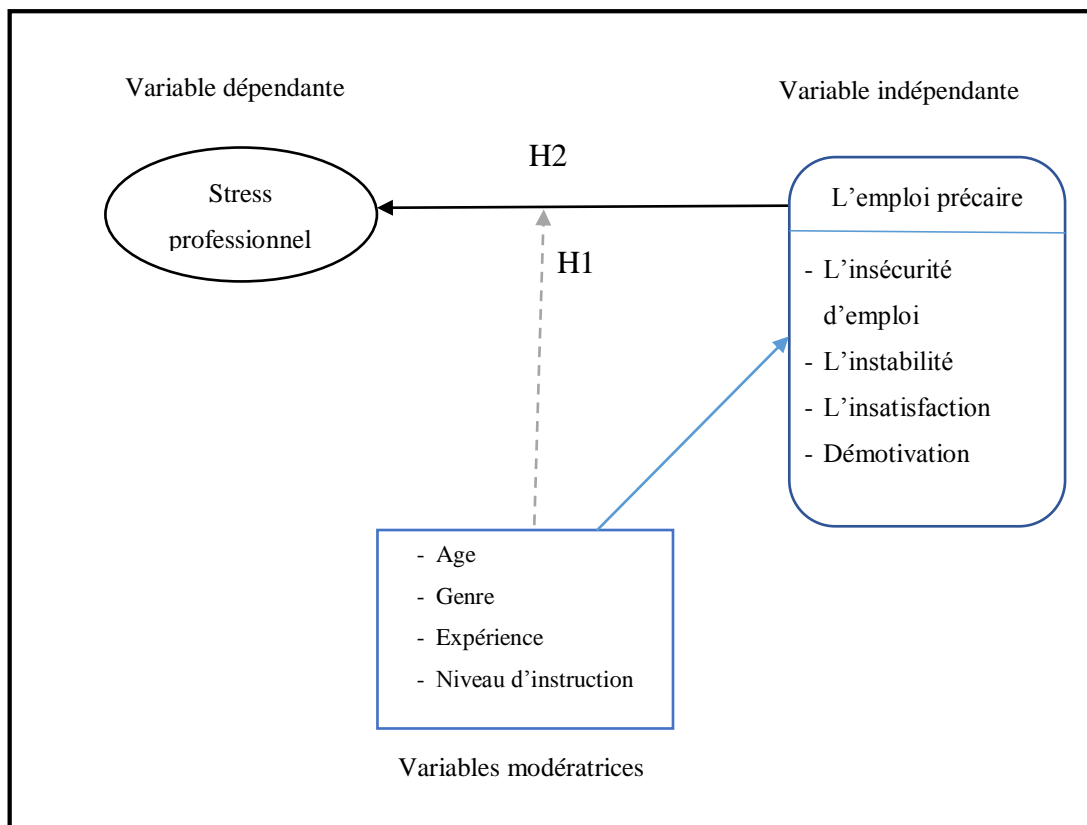 Variable dépendante
Variable indépendante
H2
Stress
professionnel
L’emploi précaire
H1
- L’insécurité
d’emploi
- L’instabilité
- L’insatisfaction
- Démotivation
- Age
- Genre
- Expérience
- Niveau d’instruction
Variables modératrices